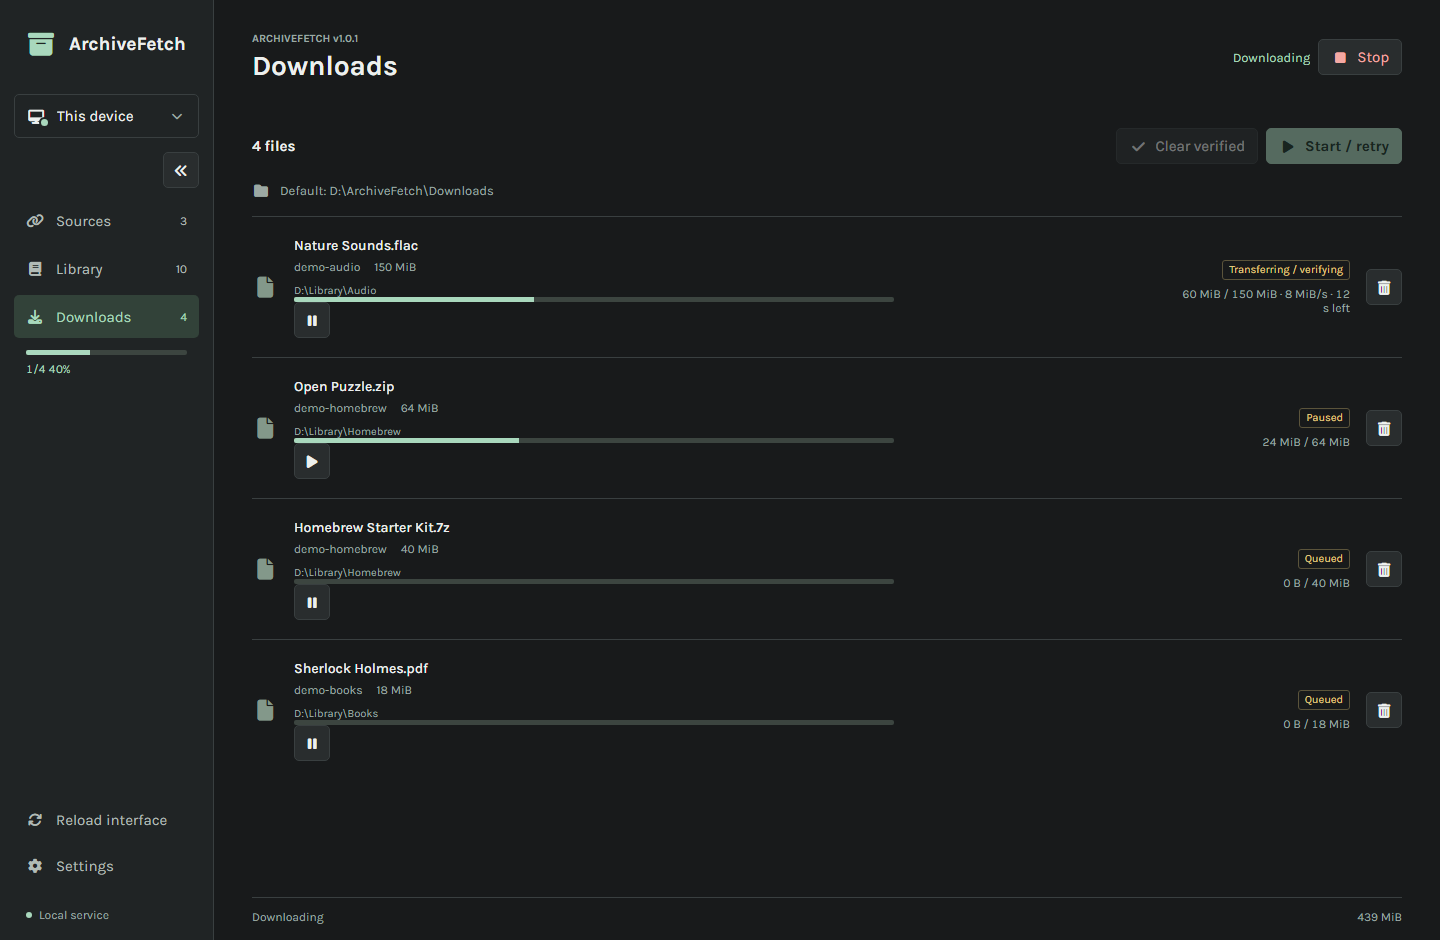 ArchiveFetch
This device
Sources 3
Library 10
Downloads 4
1/4 40%
Reload interface
Settings
Local service
ARCHIVEFETCH v1.0.1
Downloads
Downloading
Stop
4 files
Clear verified
Start / retry
Default: D:\ArchiveFetch\Downloads
Nature Sounds.flac
demo-audio 150 MiB
D:\Library\Audio
Transferring / verifying
60 MiB / 150 MiB · 8 MiB/s · 12
s left
Open Puzzle.zip
demo-homebrew 64 MiB
D:\Library\Homebrew
Paused
24 MiB / 64 MiB
Homebrew Starter Kit.7z
demo-homebrew 40 MiB
D:\Library\Homebrew
Queued
0 B / 40 MiB
Sherlock Holmes.pdf
demo-books 18 MiB
D:\Library\Books
Queued
0 B / 18 MiB
Downloading
439 MiB